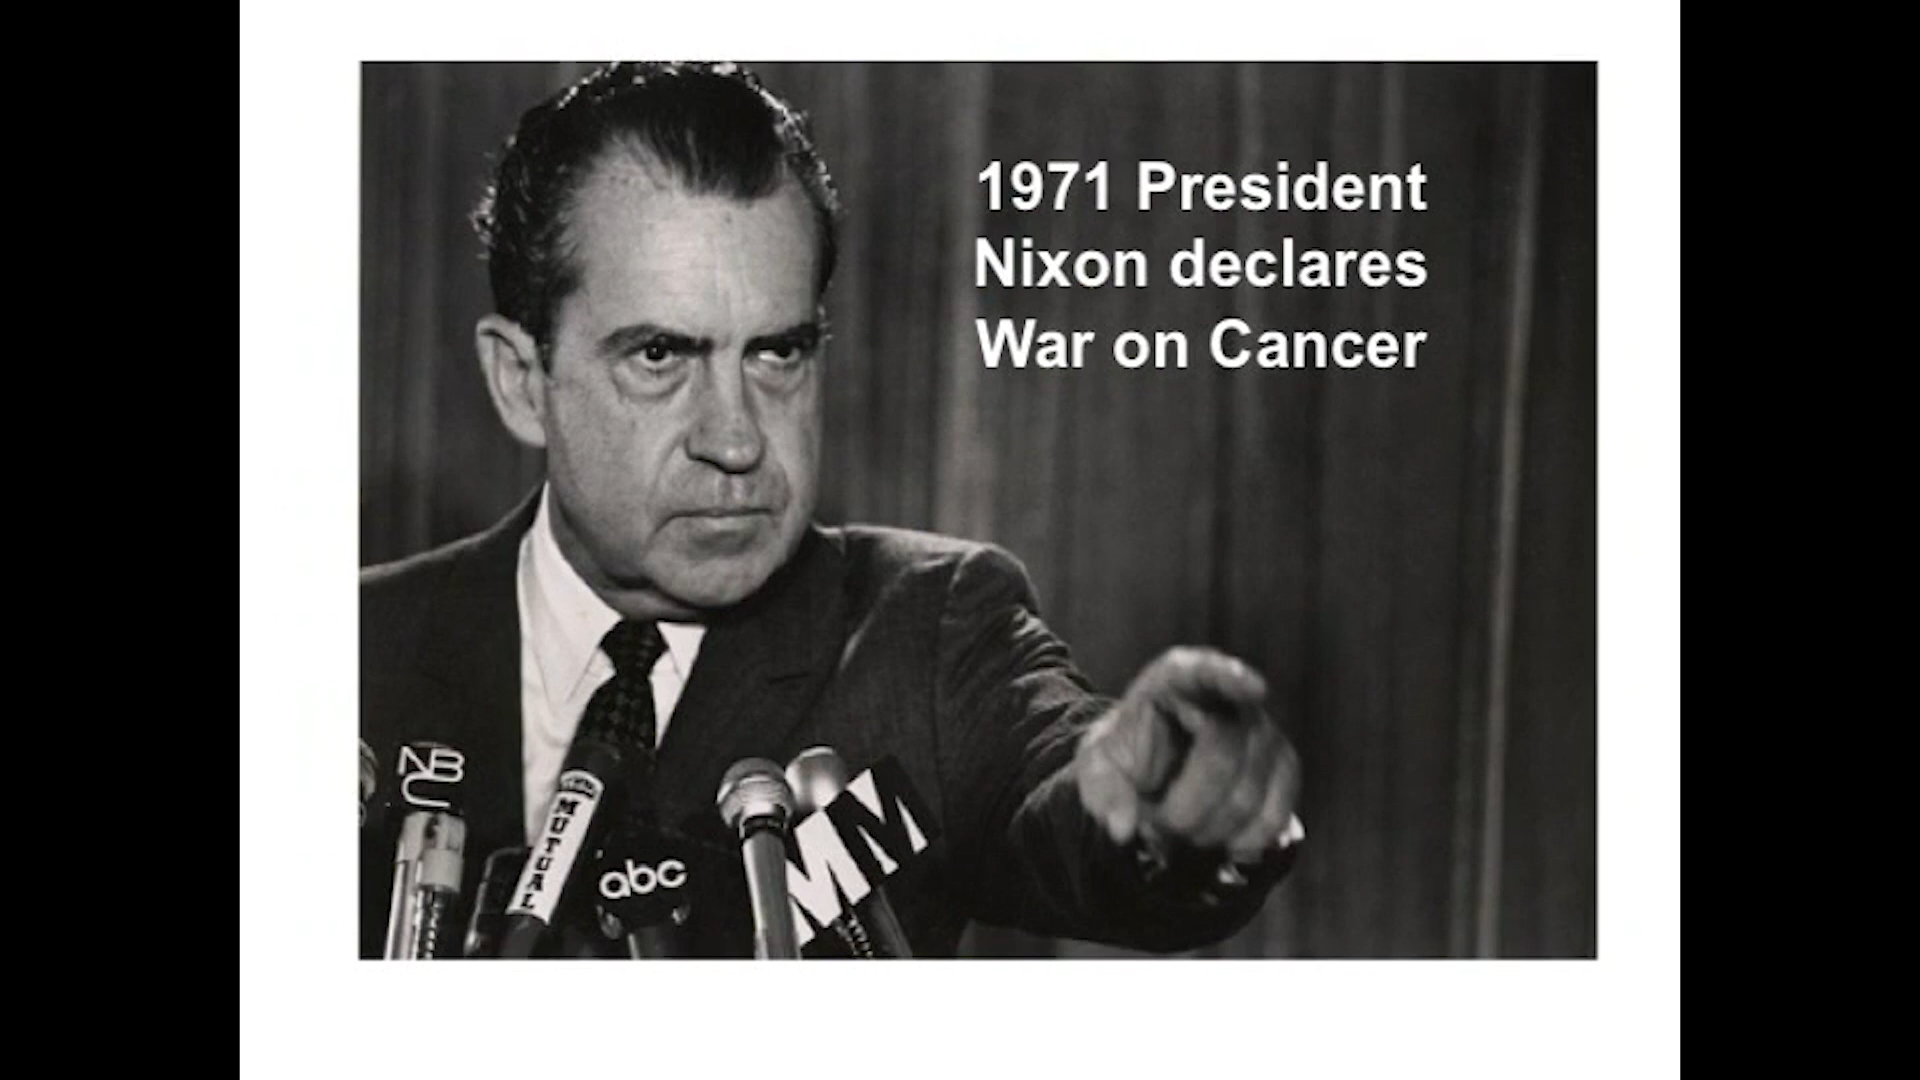 1971 President
Nixon declares
War on Cancer
NBC
MUTUAL
abc
MM